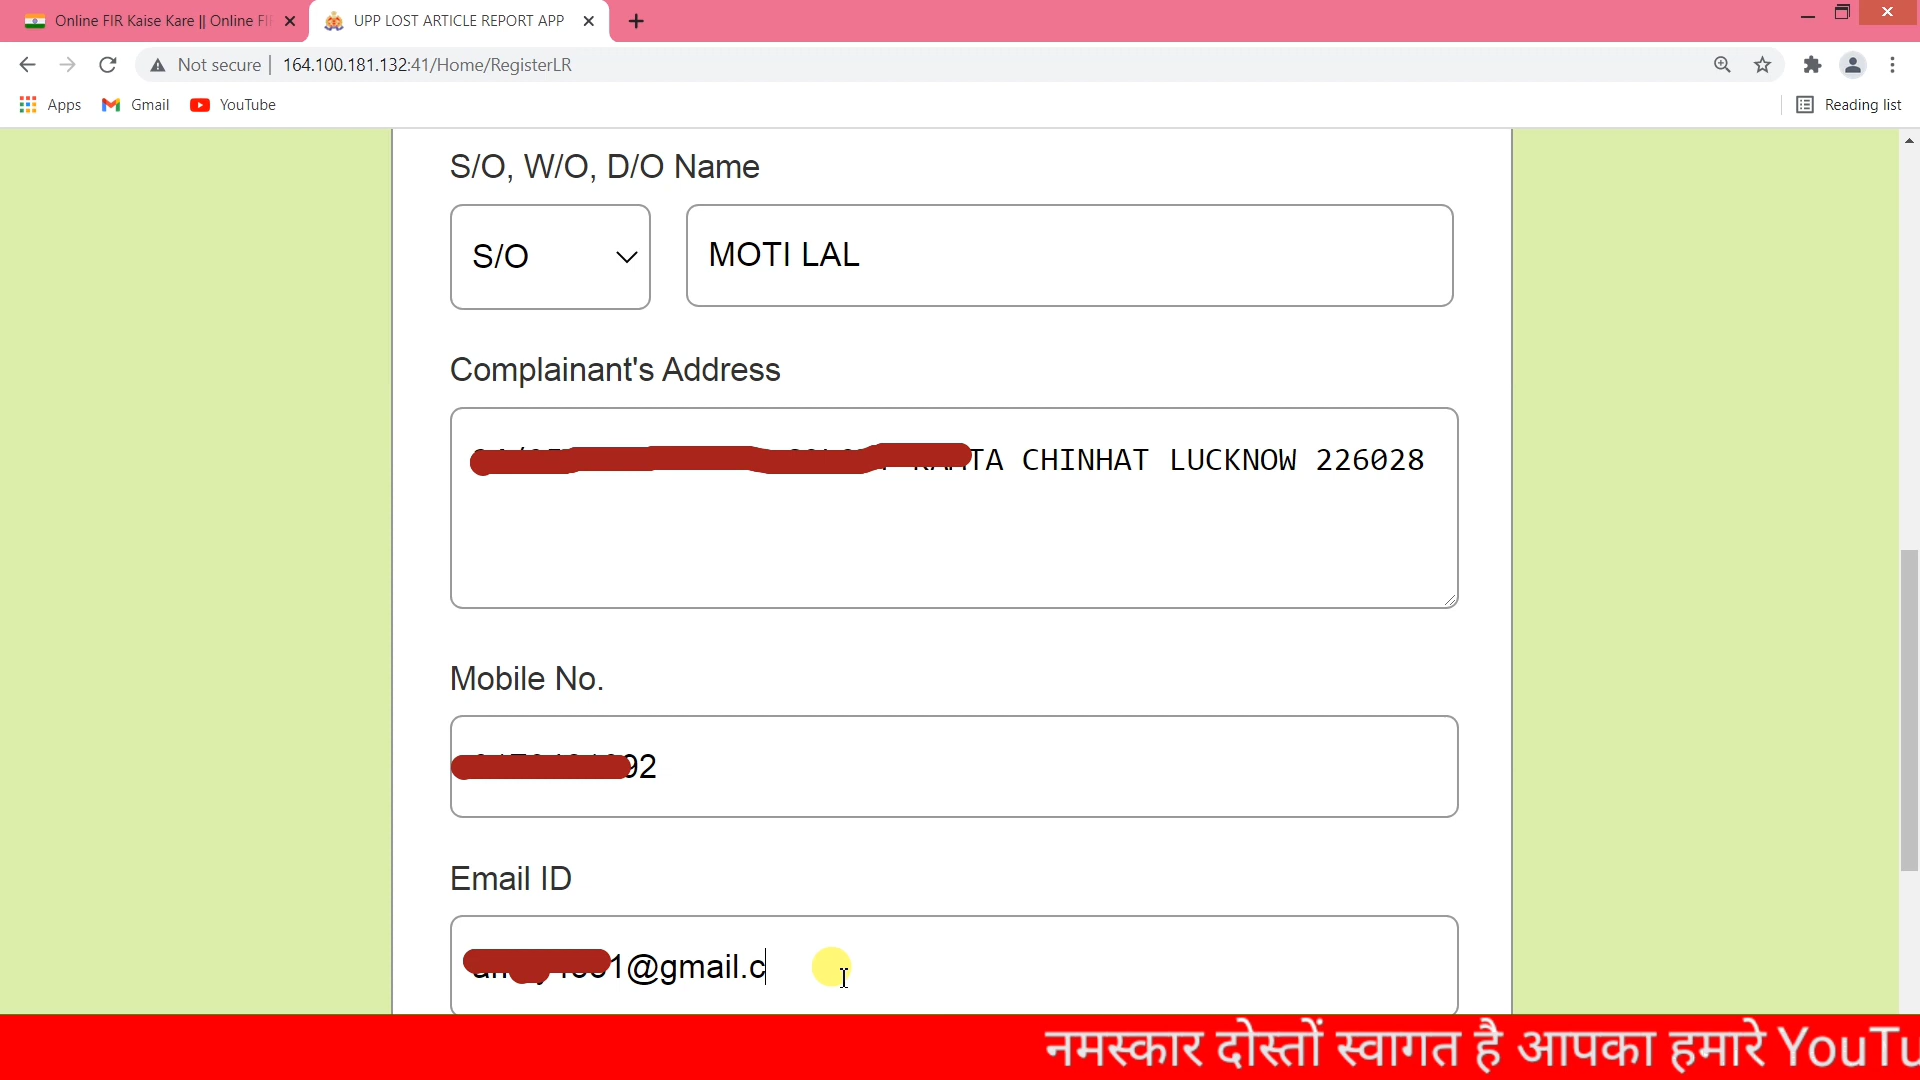 Online FIR Kaise Kare || Online FI
UPP LOST ARTICLE REPORT APP
Not secure
164.100.181.132:41/Home/RegisterLR
Apps
Gmail
YouTube
Reading list
S/O, W/O, D/O Name
S/O
MOTI LAL
Complainant's Address
CHINHAT LUCKNOW 226028
Mobile No.
Email ID
@gmail.c
नमस्कार दोस्तों स्वागत है आपका हमारे YouTu